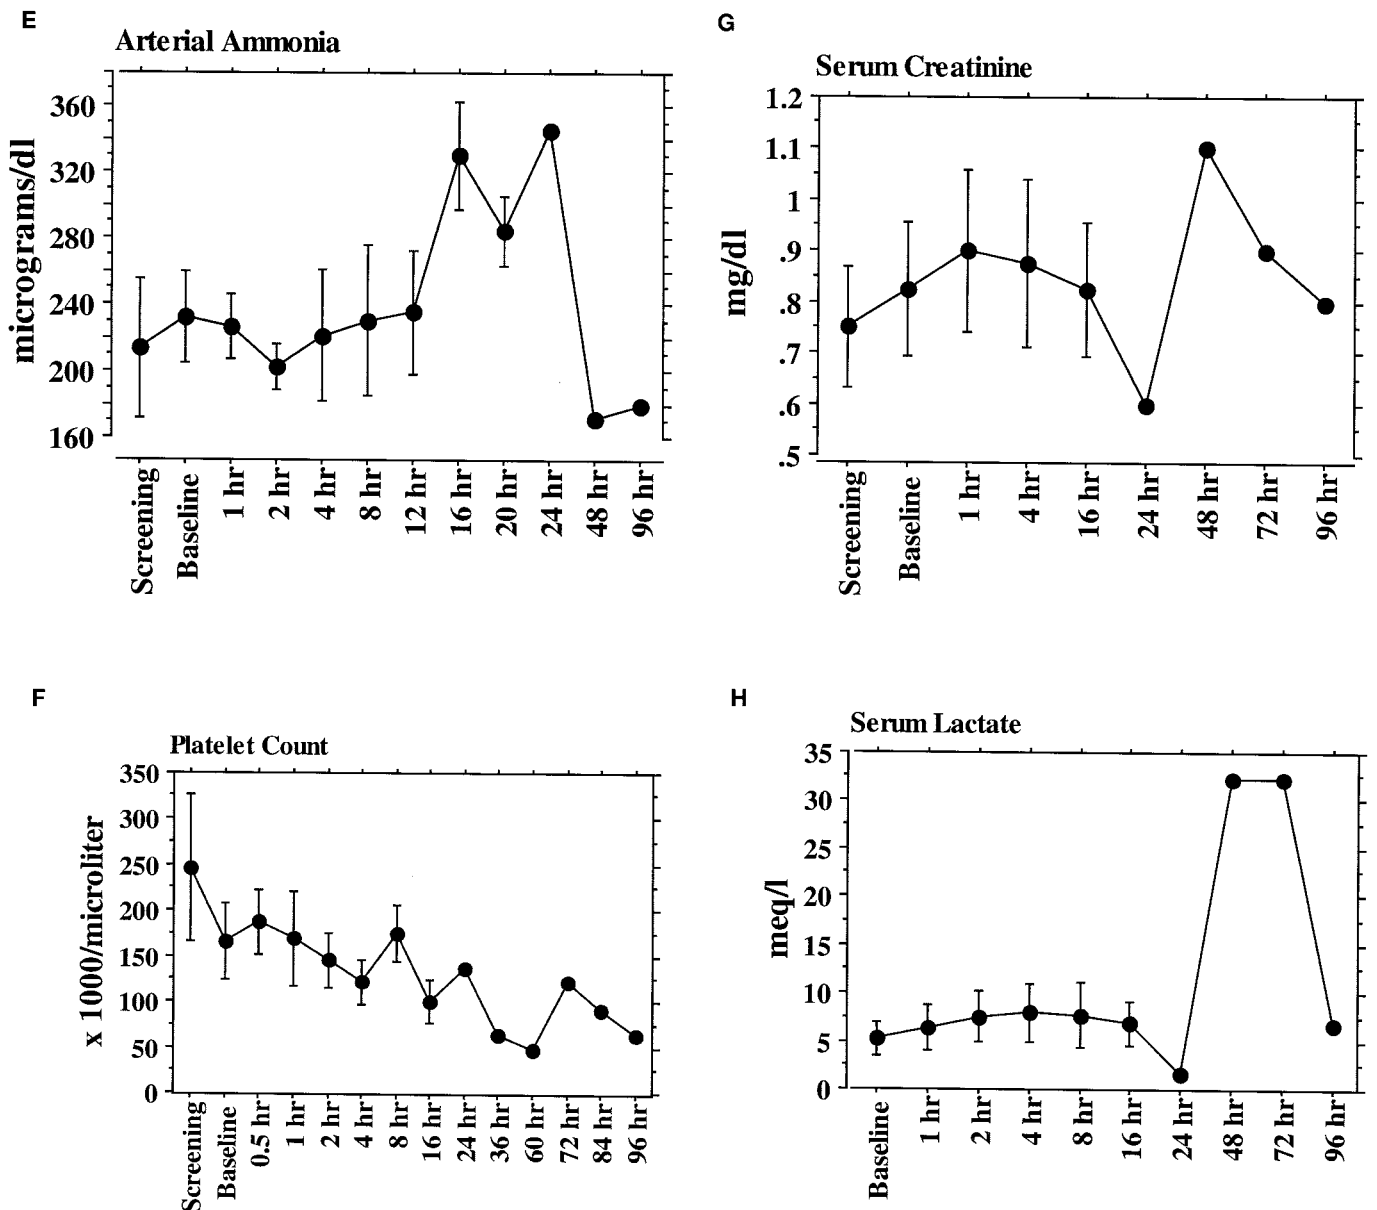 E
Arterial Ammonia
micrograms/dl
360
320
280
240
200
160
Screening
Baseline
1 hr
2 hr
4 hr
8 hr
12 hr
16 hr
20 hr
24 hr
48 hr
96 hr
G
Serum Creatinine
mg/dl
1.2
1.1
1
.9
.8
.7
.6
.5
Screening
Baseline
1 hr
4 hr
16 hr
24 hr
48 hr
72 hr
96 hr
F
Platelet Count
x 1000/microliter
350
300
250
200
150
100
50
0
Screening
Baseline
0.5 hr
1 hr
2 hr
4 hr
8 hr
16 hr
24 hr
36 hr
60 hr
72 hr
84 hr
96 hr
H
Serum Lactate
meq/l
35
30
25
20
15
10
5
0
Baseline
1 hr
2 hr
4 hr
8 hr
16 hr
24 hr
48 hr
72 hr
96 hr